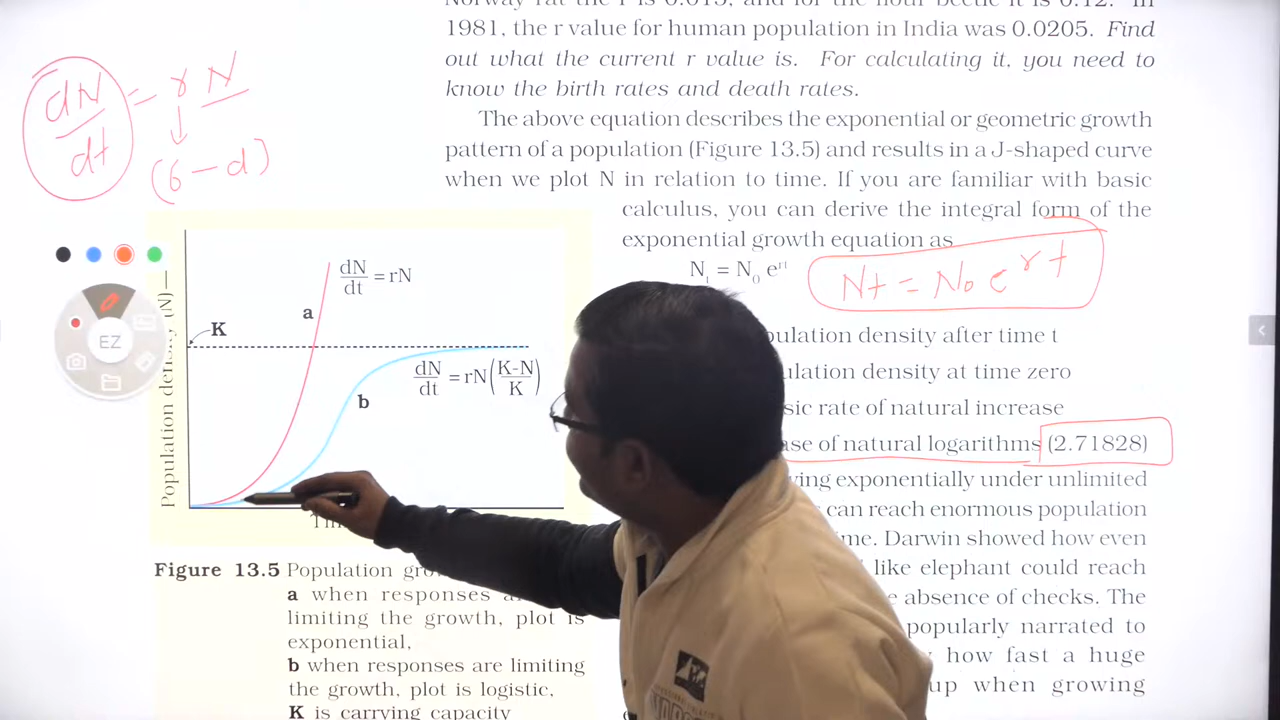 Norway rat the r is 0.015, and for the flour beetle it is 0.12. In
1981, the r value for human population in India was 0.0205. Find
out what the current r value is. For calculating it, you need to
know the birth rates and death rates.
The above equation describes the exponential or geometric growth
pattern of a population (Figure 13.5) and results in a J-shaped curve
when we plot N in relation to time. If you are familiar with basic
calculus, you can derive the integral form of the
exponential growth equation as
Nt = N0 e^rt
Nt = N0 e^rt
pulation density after time t
ulation density at time zero
sic rate of natural increase
ase of natural logarithms (2.71828)
ying exponentially under unlimited
can reach enormous population
me. Darwin showed how even
like elephant could reach
e absence of checks. The
popularly narrated to
how fast a huge
up when growing
dN/dt = r N
(b - d)
EZ
Population density (N)
K
a
dN/dt = rN
b
dN/dt = rN(K-N/K)
Figure 13.5 Population gro
a when responses
limiting the growth, plot is
exponential,
b when responses are limiting
the growth, plot is logistic,
K is carrying capacity